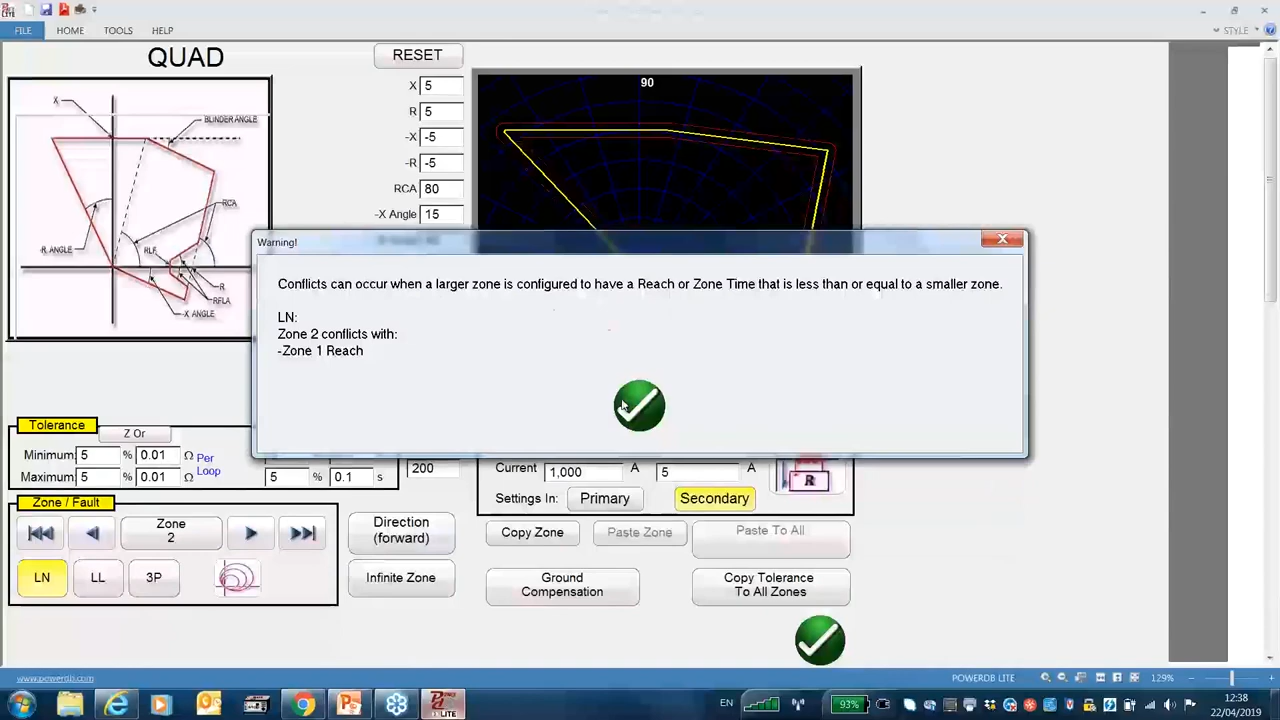 LITE
FILE HOME TOOLS HELP STYLE
QUAD
RESET
X 5
R 5
-X -5
-R -5
RCA 80
-X Angle 15
90
X
BLINDER ANGLE
RCA
R ANGLE
RLF
R
RFLA
-X ANGLE
Warning!
Conflicts can occur when a larger zone is configured to have a Reach or Zone Time that is less than or equal to a smaller zone.
LN:
Zone 2 conflicts with:
-Zone 1 Reach
Tolerance
Z Or
Minimum: 5 % 0.01 Ω Per
Maximum: 5 % 0.01 Ω Loop
5 % 0.1 s
200
Current 1,000 A 5 A
R
Settings In: Primary Secondary
Zone / Fault
Zone
2
LN LL 3P
Direction
(forward)
Infinite Zone
Copy Zone Paste Zone Paste To All
Ground
Compensation
Copy Tolerance
To All Zones
www.powerdb.com POWERDB LITE 129%
LITE
EN 93% 12:38
22/04/2019